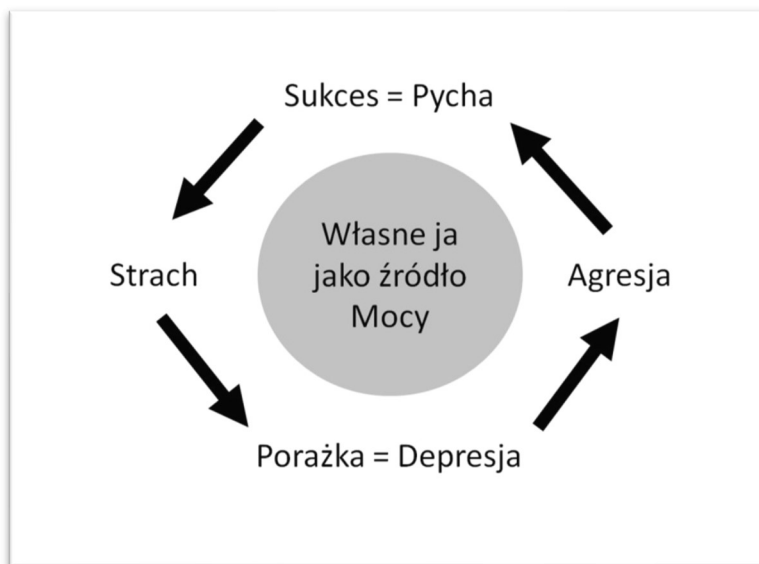 Sukces = Pycha
Własne ja
jako źródło
Mocy
Strach
Agresja
Porażka = Depresja